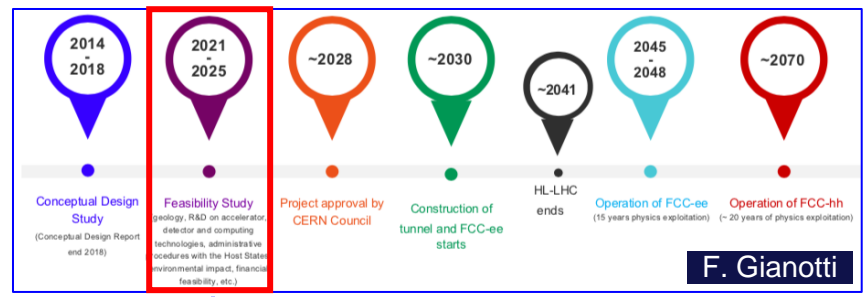 2014
-
2018
2021
-
2025
~2028
~2030
~2041
2045
-
2048
~2070
Conceptual Design
Study
(Conceptual Design Report
end 2018)
Feasibility Study
geology, R&D on accelerator,
detector and computing
technologies, administrative
procedures with the Host States
environmental impact, financial
feasibility, etc.)
Project approval by
CERN Council
Construction of
tunnel and FCC-ee
starts
HL-LHC
ends
Operation of FCC-ee
(15 years physics exploitation)
Operation of FCC-hh
(~ 20 years of physics exploitation)
F. Gianotti